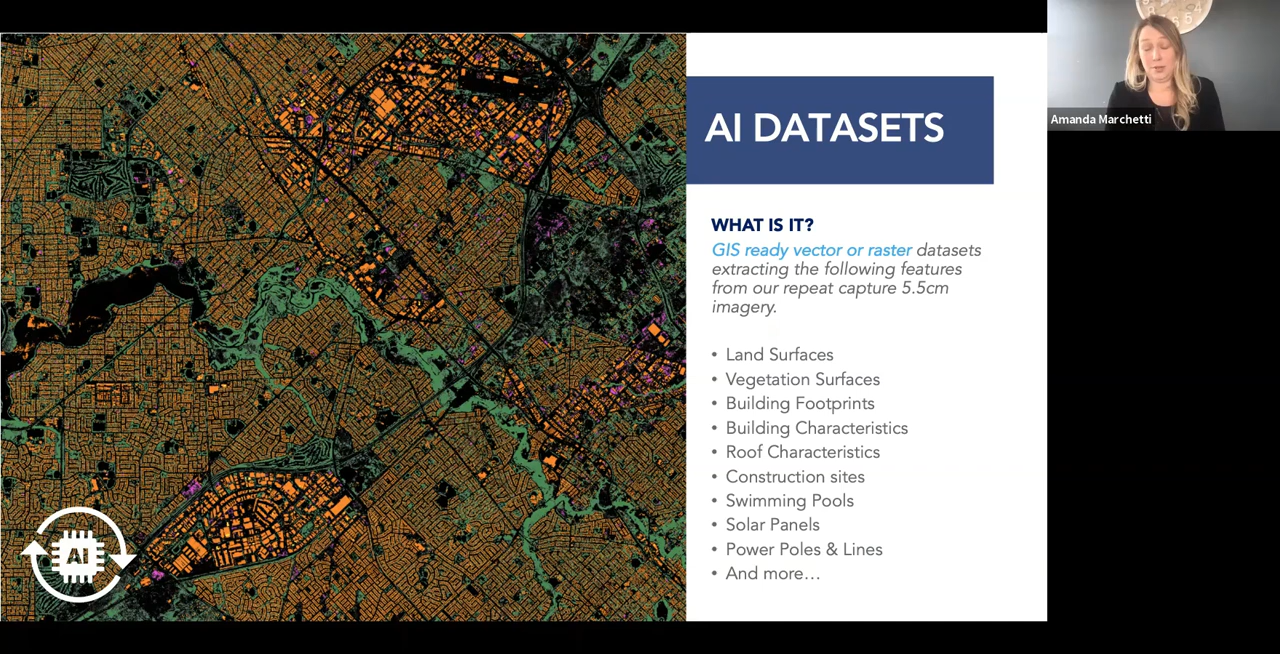 AI DATASETS
Amanda Marchetti
WHAT IS IT?
GIS ready vector or raster datasets
extracting the following features
from our repeat capture 5.5cm
imagery.
• Land Surfaces
• Vegetation Surfaces
• Building Footprints
• Building Characteristics
• Roof Characteristics
• Construction sites
• Swimming Pools
• Solar Panels
• Power Poles & Lines
• And more…
AI